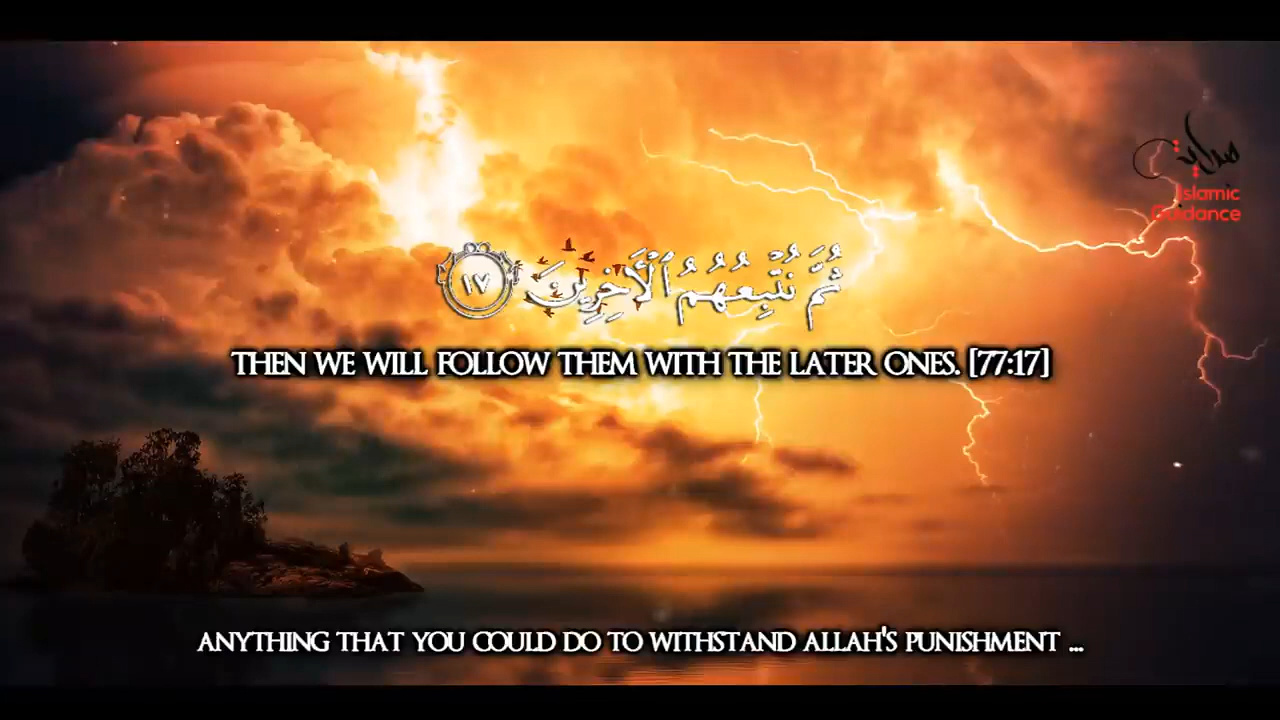 هداية
Islamic
Guidance
ثُمَّ نُتْبِعُهُمُ ٱلْأَخِرِينَ ١٧
THEN WE WILL FOLLOW THEM WITH THE LATER ONES. [77:17]
ANYTHING THAT YOU COULD DO TO WITHSTAND ALLAH'S PUNISHMENT ...